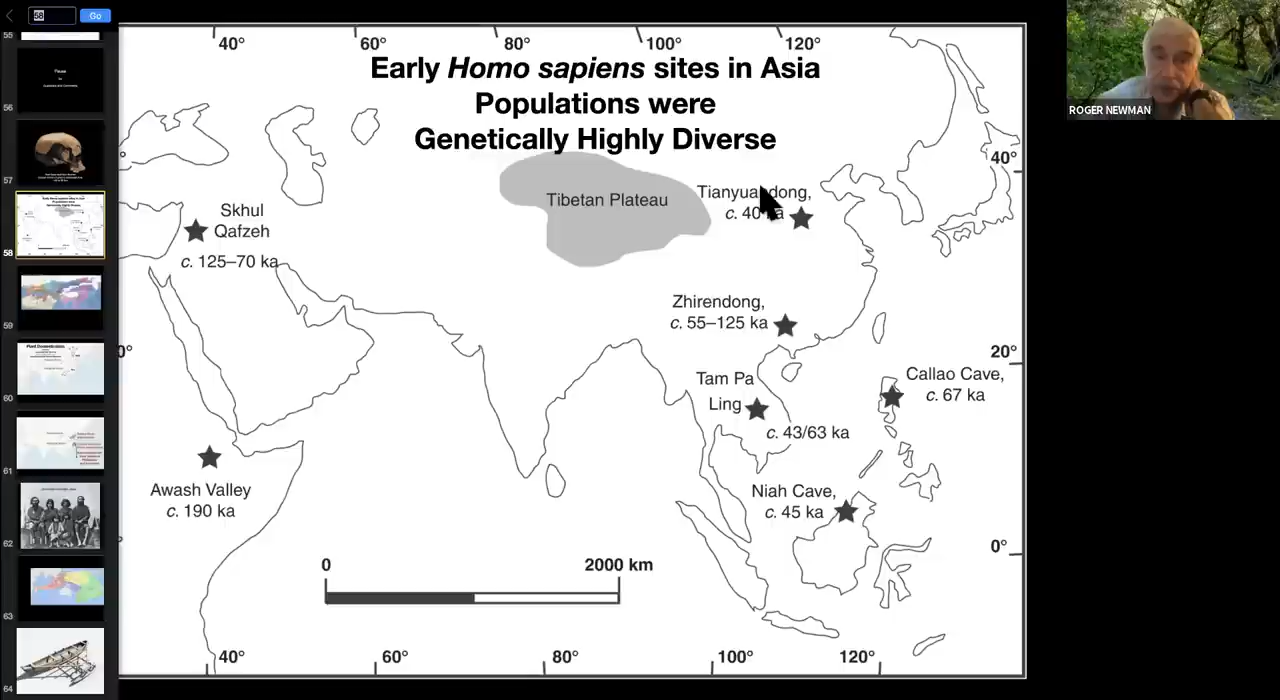 58
Go
55
56
57
58
59
60
61
62
63
64
Pause
40°
60°
80°
100°
120°
Early Homo sapiens sites in Asia
Populations were
Genetically Highly Diverse
40°
Tibetan Plateau
c. 40 ka
Skhul
Qafzeh
c. 125–70 ka
Zhirendong,
c. 55–125 ka
0°
20°
Tam Pa
Ling
c. 43/63 ka
Callao Cave,
c. 67 ka
Awash Valley
c. 190 ka
Niah Cave,
c. 45 ka
0°
0
2000 km
40°
60°
80°
100°
120°
ROGER NEWMAN